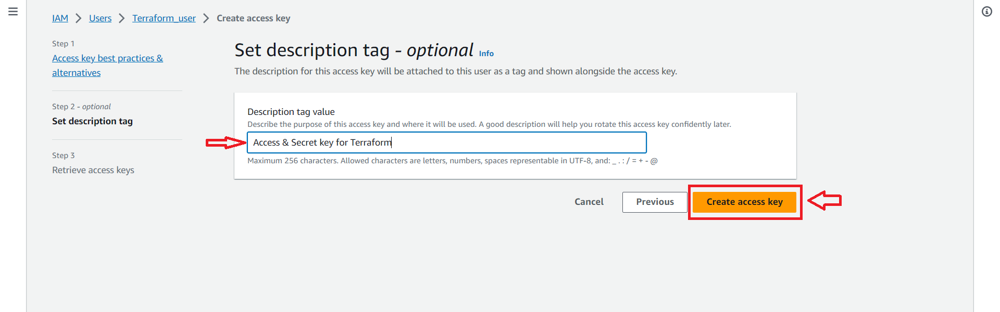 IAM > Users > Terraform_user > Create access key
Step 1
Access key best practices &
alternatives
Step 2 - optional
Set description tag
Step 3
Retrieve access keys
Set description tag - optional Info
The description for this access key will be attached to this user as a tag and shown alongside the access key.
Description tag value
Describe the purpose of this access key and where it will be used. A good description will help you rotate this access key confidently later.
Access & Secret key for Terraform
Maximum 256 characters. Allowed characters are letters, numbers, spaces representable in UTF-8, and: _ . : / = + - @
Cancel Previous Create access key